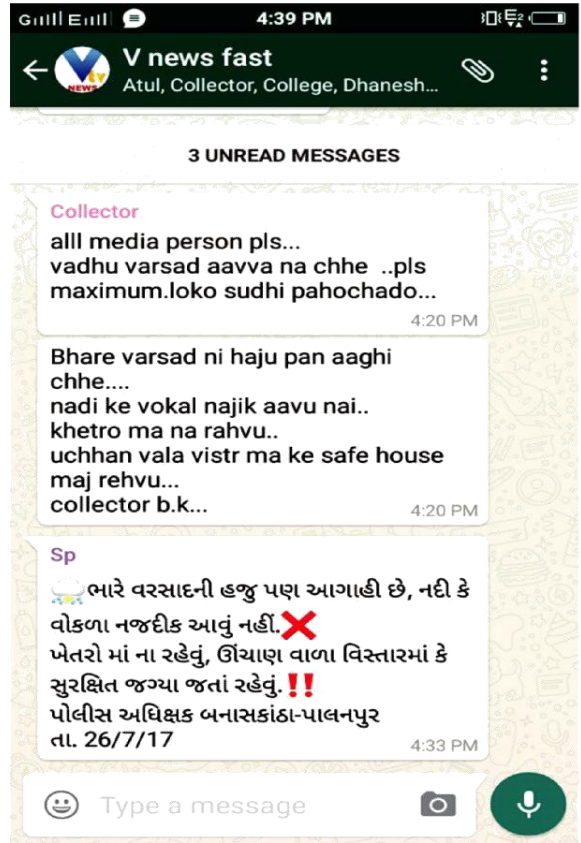 4:39 PM
V news fast
Atul, Collector, College, Dhanesh...
3 UNREAD MESSAGES
Collector
alll media person pls...
vadhu varsad aavva na chhe ..pls
maximum.loko sudhi pahochado...
4:20 PM
Bhare varsad ni haju pan aaghi
chhe....
nadi ke vokal najik aavu nai..
khetro ma na rahvu..
uchhan vala vistr ma ke safe house
maj rehvu...
collector b.k...
4:20 PM
Sp
🌧️ભારે વરસાદની હજુ પણ આગાહી છે, નદી કે
વોકળા નજદીક આવું નહીં.❌
ખેતરો માં ના રહેવું, ઊંચાણ વાળા વિસ્તારમાં કે
સુરક્ષિત જગ્યા જતાં રહેવું.‼️
પોલીસ અધિક્ષક બનાસકાંઠા-પાલનપુર
તા. 26/7/17
4:33 PM
Type a message